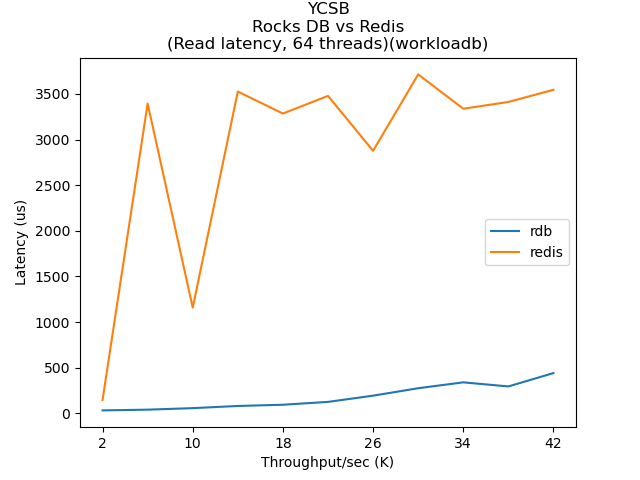 YCSB
Rocks DB vs Redis
(Read latency, 64 threads)(workloadb)
3500
3000
2500
2000
1500
1000
500
0
Latency (us)
rdb
redis
2
10
18
26
34
42
Throughput/sec (K)